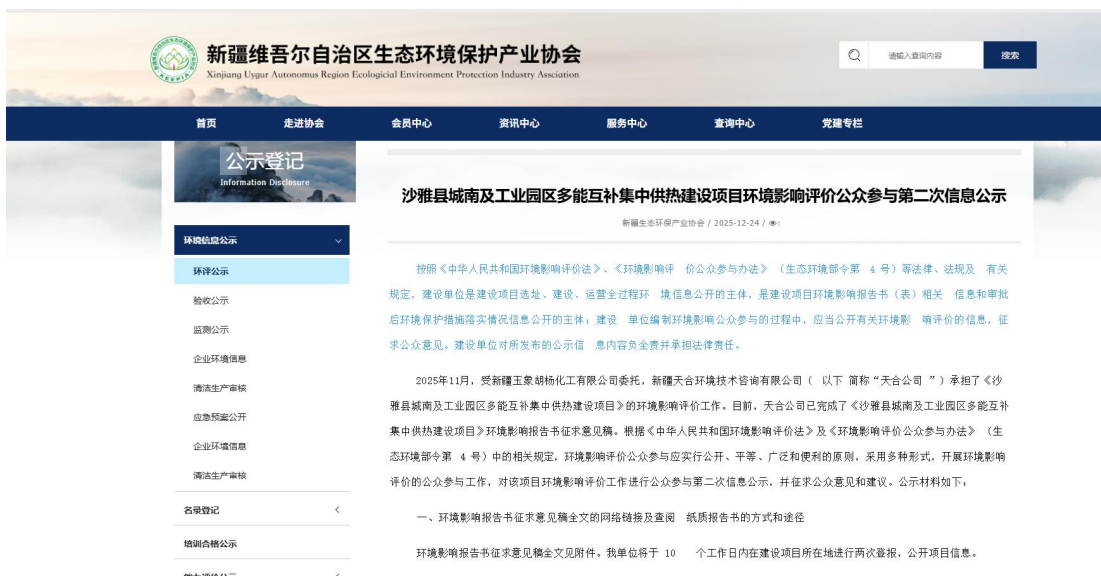 新疆维吾尔自治区生态环境保护产业协会
Xinjiang Uygur Autonomus Region Ecologicial Environment Protection Industry Assciation
请输入查询内容
搜索
首页 走进协会 会员中心 资讯中心 服务中心 查询中心 党建专栏
公示登记
Information Disclosure
环境信息公示
环评公示
验收公示
监测公示
企业环境信息
清洁生产审核
应急预案公开
企业环境信息
清洁生产审核
名录登记
培训合格公示
沙雅县城南及工业园区多能互补集中供热建设项目环境影响评价公众参与第二次信息公示
新疆生态环保产业协会 / 2025-12-24 /
按照《中华人民共和国环境影响评价法》、《环境影响评 价公众参与办法》 （生态环境部令第 4 号）等法律、法规及 有关
规定，建设单位是建设项目选址、建设、运营全过程环 境信息公开的主体，是建设项目环境影响报告书（表）相关 信息和审批
后环境保护措施落实情况信息公开的主体；建设 单位编制环境影响公众参与的过程中，应当公开有关环境影 响评价的信息，征
求公众意见。建设单位对所发布的公示信 息内容负全责并承担法律责任。
2025年11月，受新疆玉象胡杨化工有限公司委托，新疆天合环境技术咨询有限公司（ 以下 简称“天合公司 ”）承担了《沙
雅县城南及工业园区多能互补集中供热建设项目》的环境影响评价工作。目前，天合公司已完成了《沙雅县城南及工业园区多能互补
集中供热建设项目》环境影响报告书征求意见稿。根据《中华人民共和国环境影响评价法》及《环境影响评价公众参与办法》 （生
态环境部令第 4 号）中的相关规定，环境影响评价公众参与应实行公开、平等、广泛和便利的原则，采用多种形式，开展环境影响
评价的公众参与工作，对该项目环境影响评价工作进行公众参与第二次信息公示，并征求公众意见和建议。公示材料如下：
一、环境影响报告书征求意见稿全文的网络链接及查阅 纸质报告书的方式和途径
环境影响报告书征求意见稿全文见附件。我单位将于 10 个工作日内在建设项目所在地进行两次登报，公开项目信息。